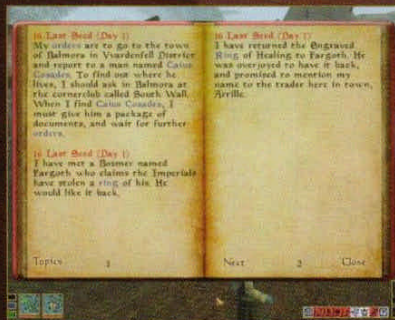 16 Last Seed (Day 1)
My orders are to go to the town
of Balmora in Vvardenfell District
and report to a man named Caius
Cosades. To find out where he
lives, I should ask in Balmora at
the cornerclub called South Wall.
When I find Caius Cosades, I
must give him a package of
documents, and wait for further
orders.
16 Last Seed (Day 1)
I have met a Bosmer named
Fargoth who claims the Imperials
have stolen a ring of his. He
would like it back.
Topics
1
16 Last Seed (Day 1)
I have returned the Engraved
Ring of Healing to Fargoth. He
was overjoyed to have it back,
and promised to mention my
name to the trader here in town,
Arrille.
Next
2
Close